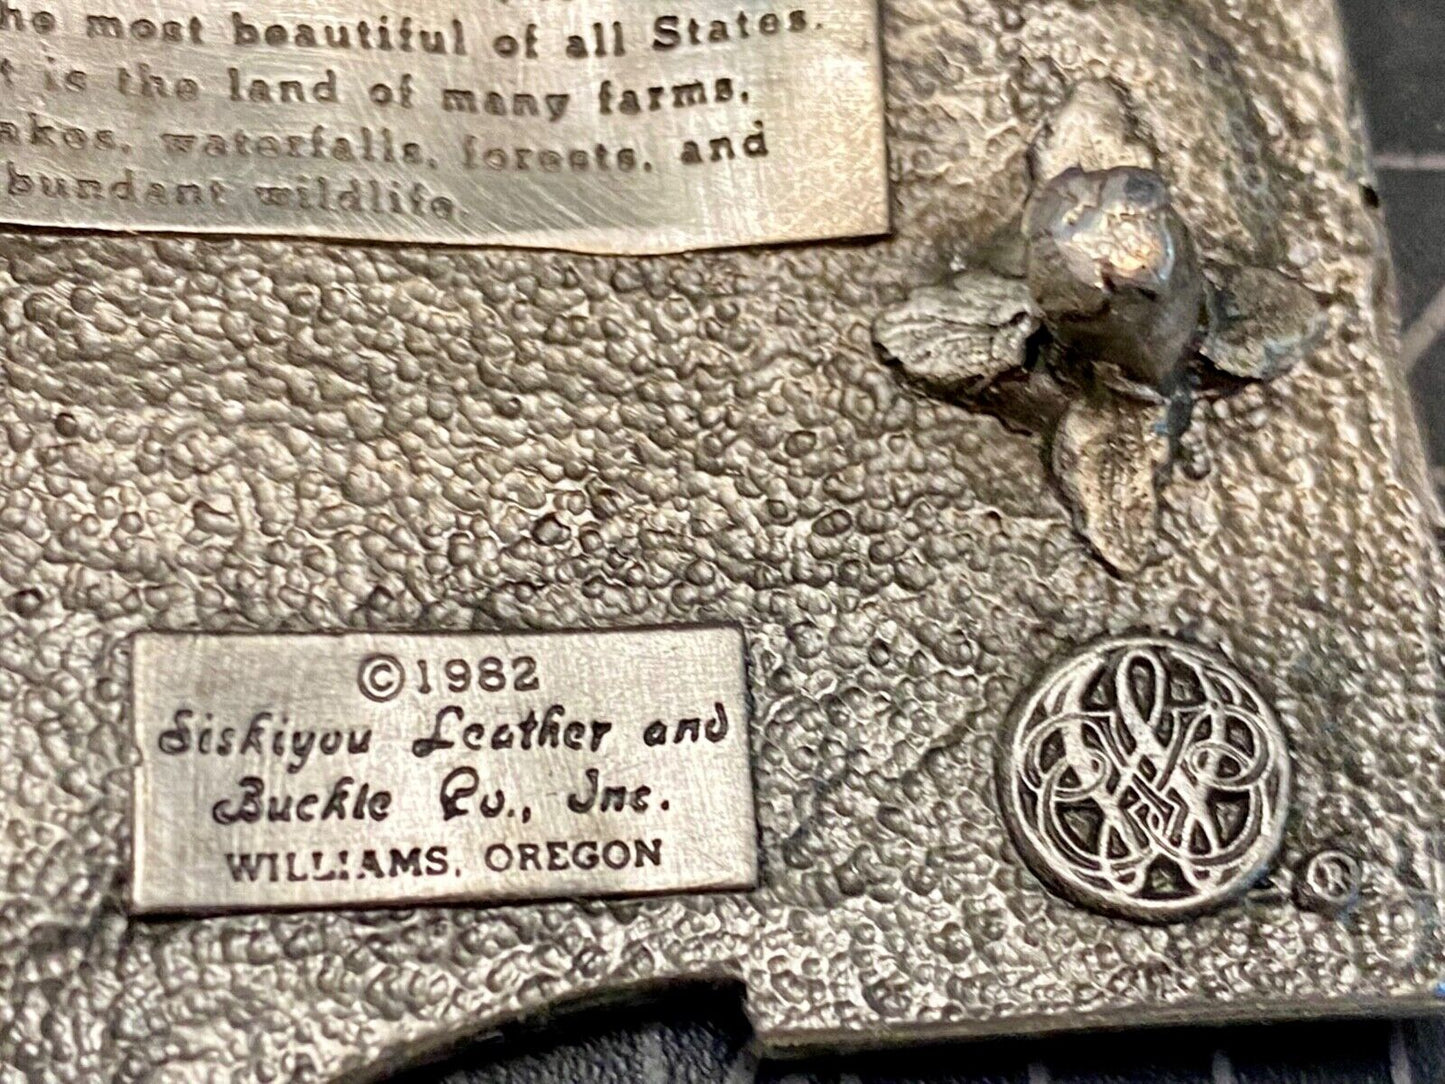 he most beautiful of all States.
t is the land of many farms,
akes, waterfalls, forests, and
bundant wildlife.
©1982
Siskiyou Leather and
Buckle Co., Inc.
WILLIAMS, OREGON
®